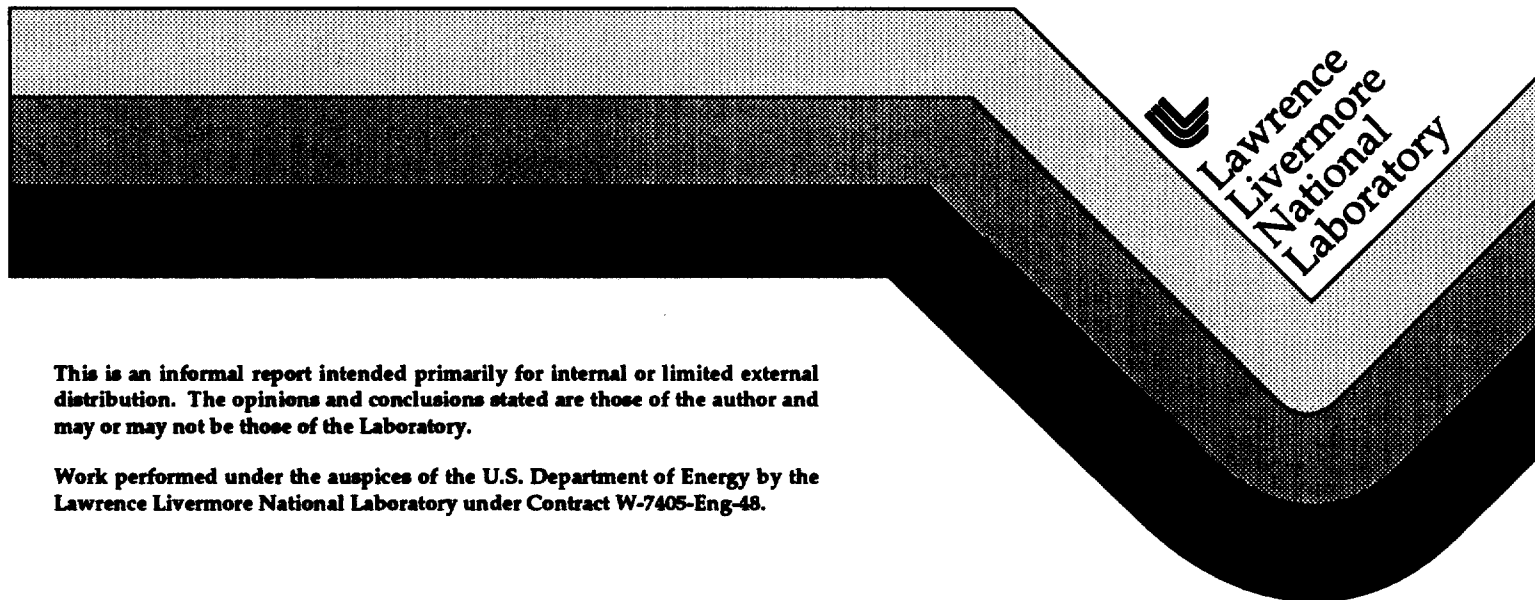 Lawrence
Livermore
National
Laboratory
This is an informal report intended primarily for internal or limited external
distribution. The opinions and conclusions stated are those of the author and
may or may not be those of the Laboratory.
Work performed under the auspices of the U.S. Department of Energy by the
Lawrence Livermore National Laboratory under Contract W-7405-Eng-48.